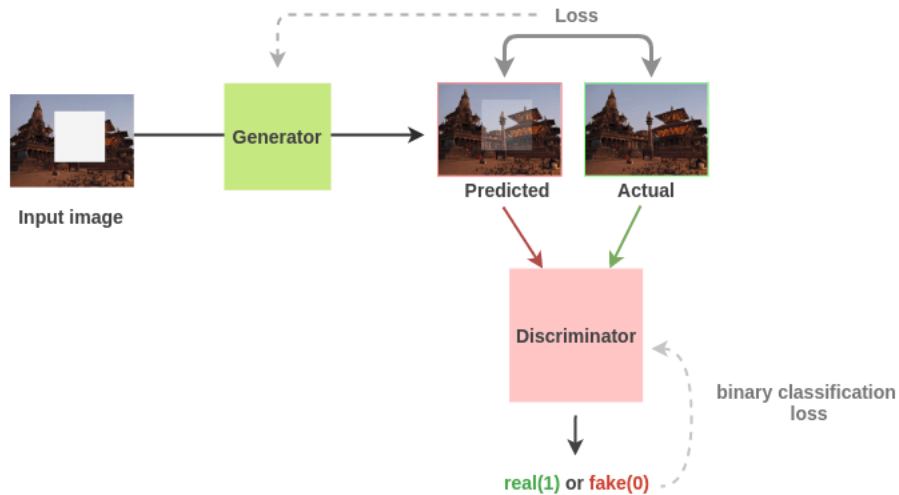 Loss
Generator
Input image
Predicted
Actual
Discriminator
binary classification
loss
real(1) or fake(0)